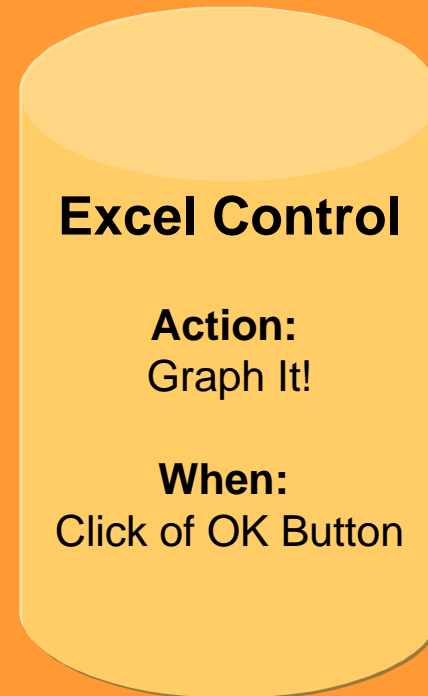 Excel Control
Action:
Graph It!
When:
Click of OK Button